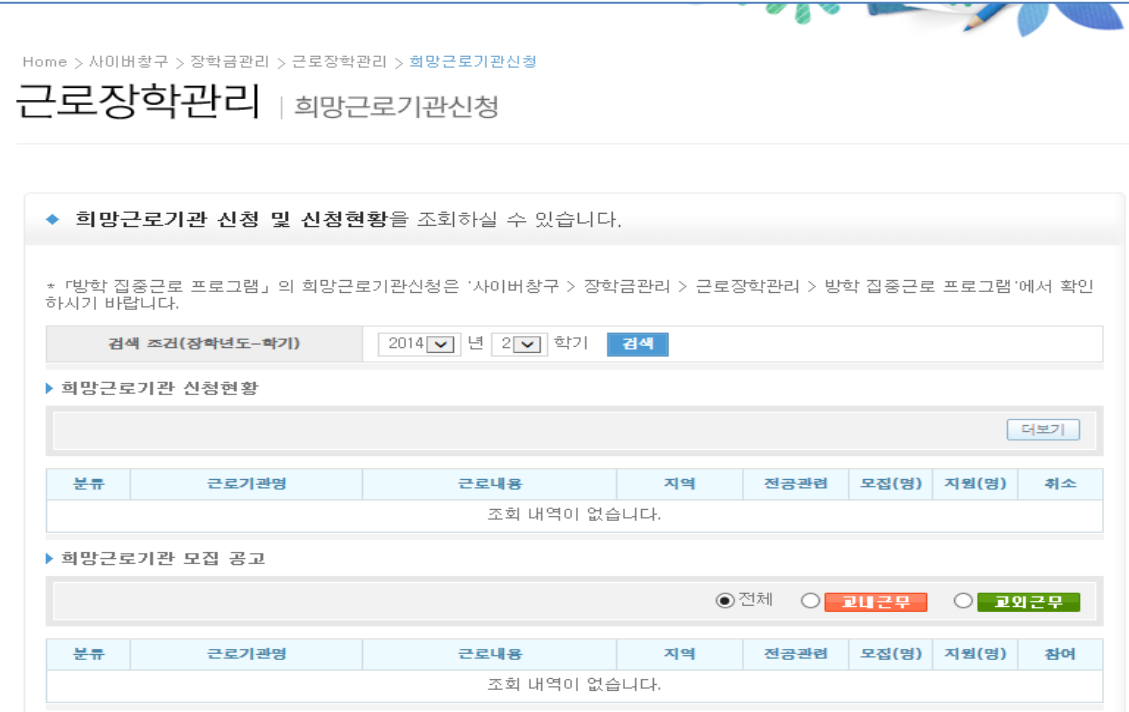 Home > 사이버창구 > 장학금관리 > 근로장학관리 > 희망근로기관신청
근로장학관리 | 희망근로기관신청
희망근로기관 신청 및 신청현황을 조회하실 수 있습니다.
* 「방학 집중근로 프로그램」의 희망근로기관신청은 '사이버창구 > 장학금관리 > 근로장학관리 > 방학 집중근로 프로그램'에서 확인
하시기 바랍니다.
검색 조건(장학년도-학기) 2014 년 2 학기 검색
희망근로기관 신청현황
더보기
분류 근로기관명 근로내용 지역 전공관련 모집(명) 지원(명) 취소
조회 내역이 없습니다.
희망근로기관 모집 공고
전체 교내근무 교외근무
분류 근로기관명 근로내용 지역 전공관련 모집(명) 지원(명) 참여
조회 내역이 없습니다.